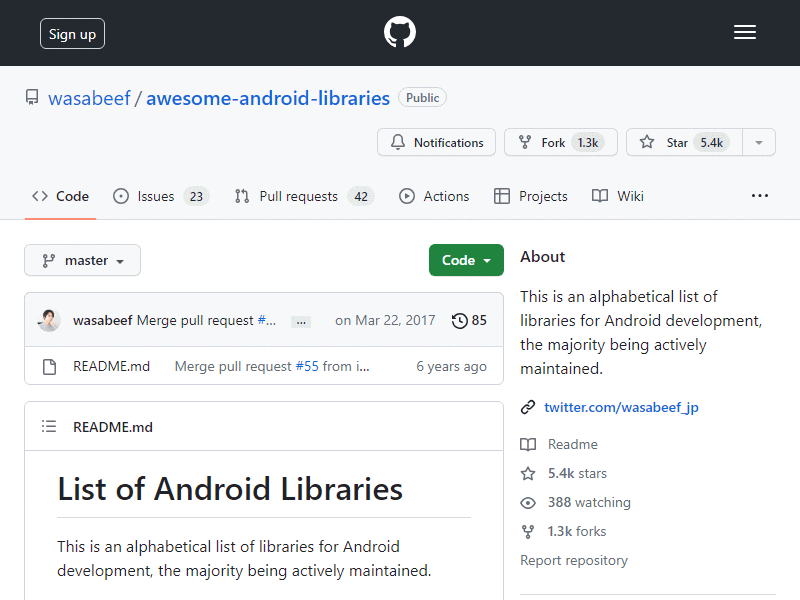 Sign up
wasabeef / awesome-android-libraries Public
Notifications Fork 1.3k Star 5.4k
Code Issues 23 Pull requests 42 Actions Projects Wiki ...
master Code
wasabeef Merge pull request #... ... on Mar 22, 2017 85
README.md Merge pull request #55 from i... 6 years ago
README.md
List of Android Libraries
This is an alphabetical list of libraries for Android
development, the majority being actively maintained.
About
This is an alphabetical list of
libraries for Android development,
the majority being actively
maintained.
twitter.com/wasabeef_jp
Readme
5.4k stars
388 watching
1.3k forks
Report repository